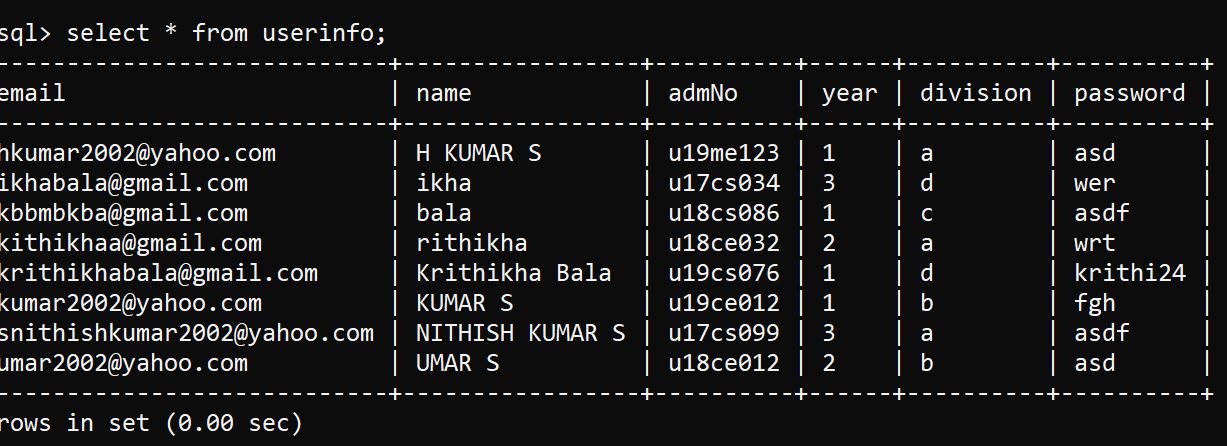 sql> select * from userinfo;
-----------------------------+-----------------+----------+------+----------+----------+
email | name | admNo | year | division | password |
-----------------------------+-----------------+----------+------+----------+----------+
hkumar2002@yahoo.com | H KUMAR S | u19me123 | 1 | a | asd |
ikhabala@gmail.com | ikha | u17cs034 | 3 | d | wer |
kbbmbkba@gmail.com | bala | u18cs086 | 1 | c | asdf |
kithikhaa@gmail.com | rithikha | u18ce032 | 2 | a | wrt |
krithikhabala@gmail.com | Krithikha Bala | u19cs076 | 1 | d | krithi24 |
kumar2002@yahoo.com | KUMAR S | u19ce012 | 1 | b | fgh |
snithishkumar2002@yahoo.com | NITHISH KUMAR S | u17cs099 | 3 | a | asdf |
umar2002@yahoo.com | UMAR S | u18ce012 | 2 | b | asd |
-----------------------------+-----------------+----------+------+----------+----------+
rows in set (0.00 sec)